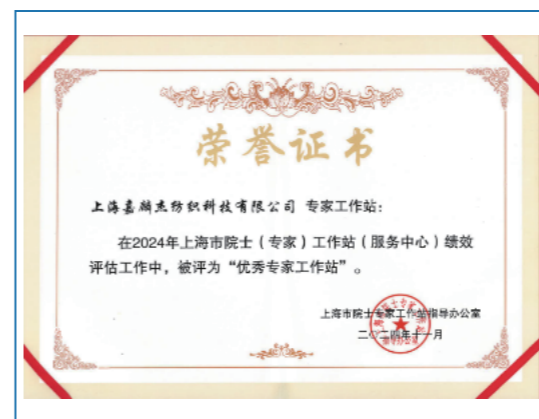 荣誉证书
上海嘉麟杰纺织科技有限公司 专家工作站：
在2024年上海市院士（专家）工作站（服务中心）绩效
评估工作中，被评为“优秀专家工作站”。
上海市院士专家工作站指导办公室
二〇二四年十一月